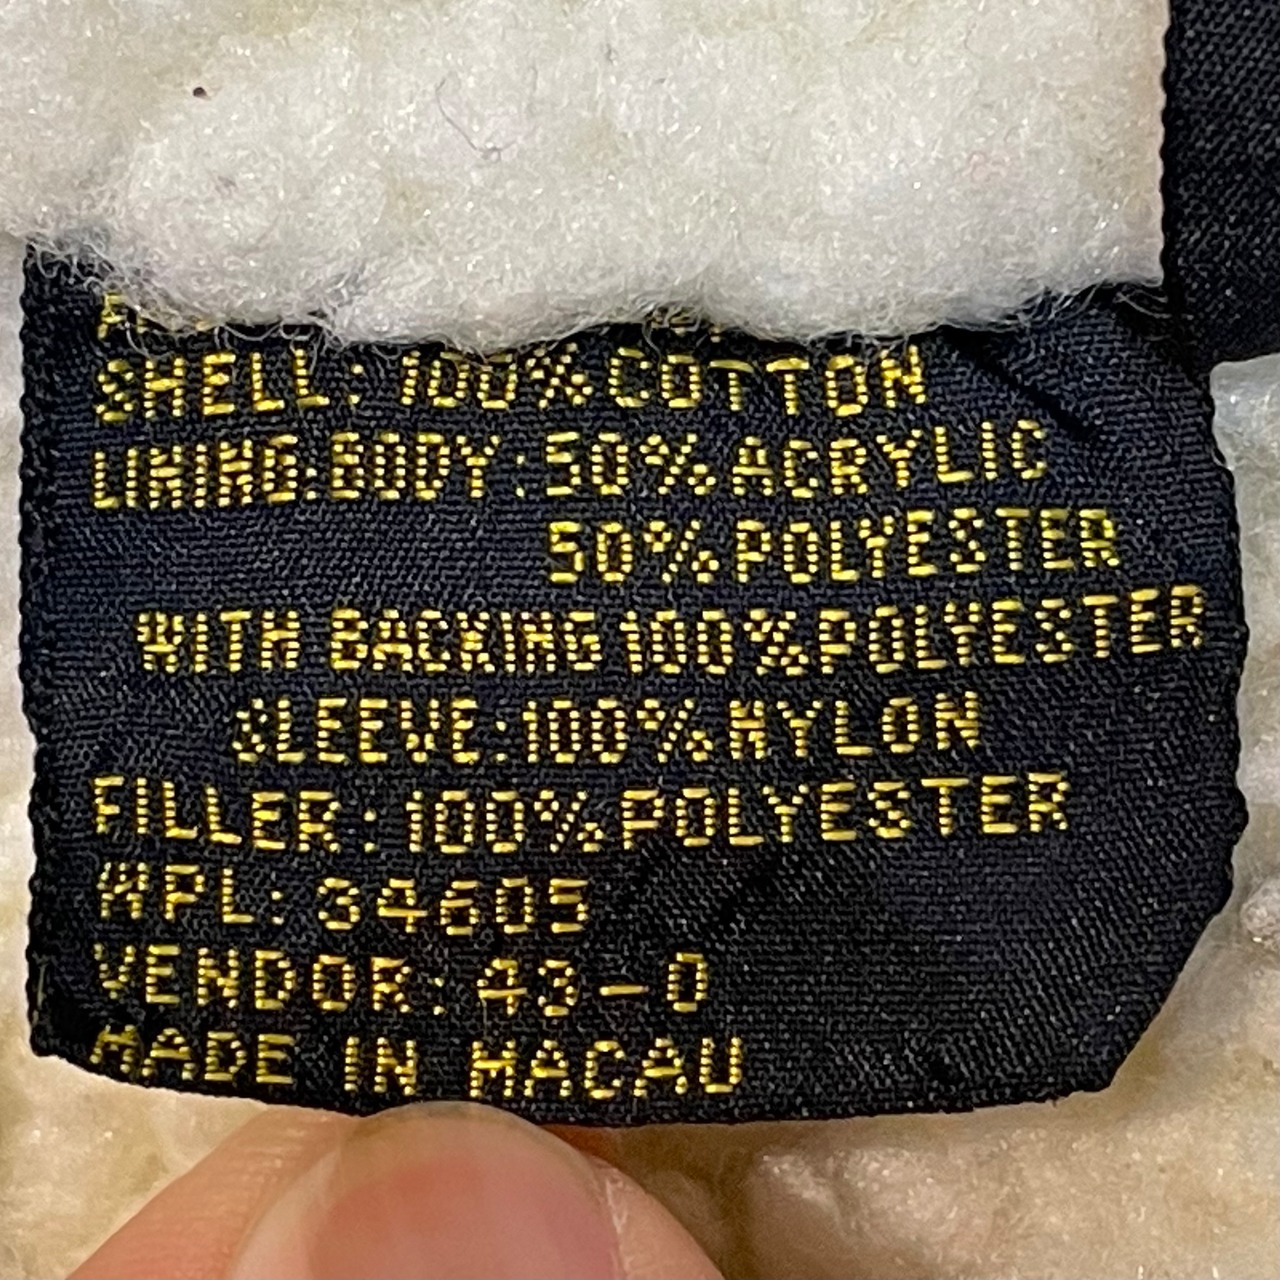 SHELL: 100% COTTON
LINING:BODY: 50% ACRYLIC
50% POLYESTER
WITH BACKING 100% POLYESTER
SLEEVE: 100% NYLON
FILLER: 100% POLYESTER
MPL: 34605
VENDOR: 43-0
MADE IN MACAU